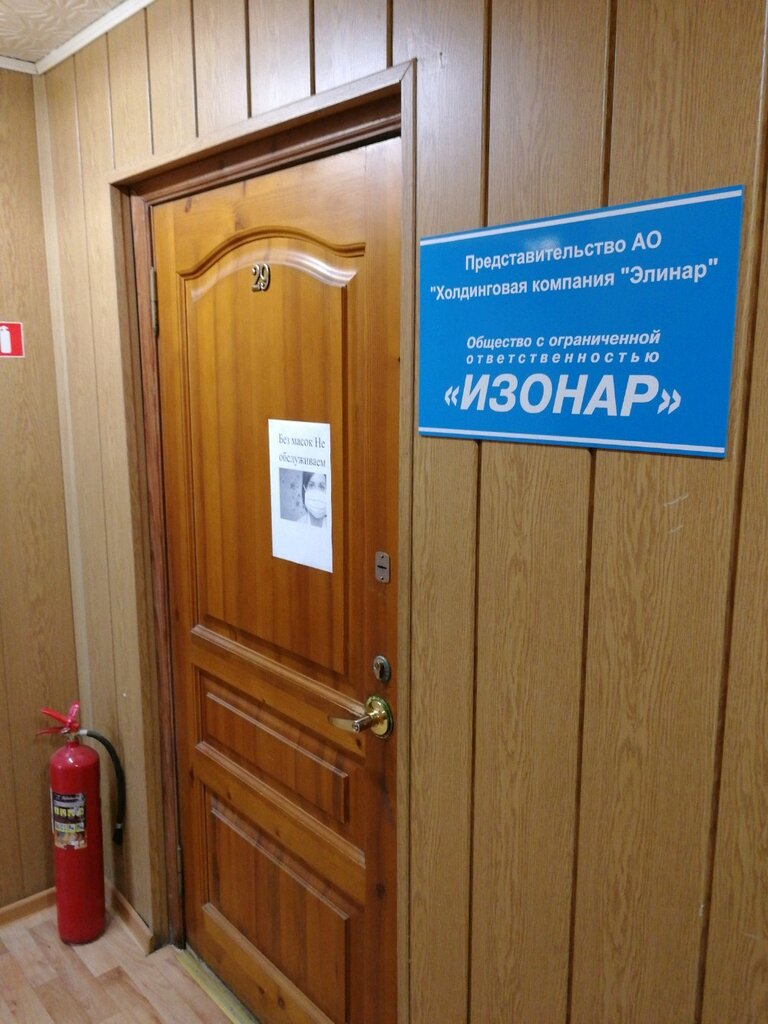 29
Без масок Не
обслуживаем
Представительство АО
"Холдинговая компания "Элинар"
Общество с ограниченной
ответственностью
«ИЗОНАР»